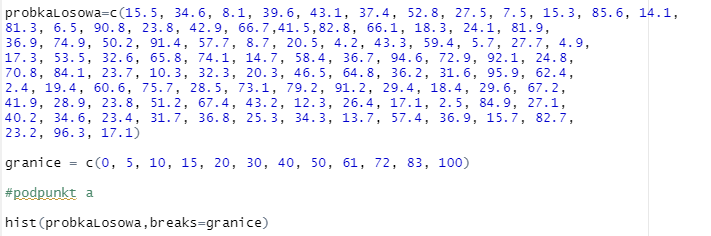 probkaLosowa=c(15.5, 34.6, 8.1, 39.6, 43.1, 37.4, 52.8, 27.5, 7.5, 15.3, 85.6, 14.1,
81.3, 6.5, 90.8, 23.8, 42.9, 66.7,41.5,82.8, 66.1, 18.3, 24.1, 81.9,
36.9, 74.9, 50.2, 91.4, 57.7, 8.7, 20.5, 4.2, 43.3, 59.4, 5.7, 27.7, 4.9,
17.3, 53.5, 32.6, 65.8, 74.1, 14.7, 58.4, 36.7, 94.6, 72.9, 92.1, 24.8,
70.8, 84.1, 23.7, 10.3, 32.3, 20.3, 46.5, 64.8, 36.2, 31.6, 95.9, 62.4,
2.4, 19.4, 60.6, 75.7, 28.5, 73.1, 79.2, 91.2, 29.4, 18.4, 29.6, 67.2,
41.9, 28.9, 23.8, 51.2, 67.4, 43.2, 12.3, 26.4, 17.1, 2.5, 84.9, 27.1,
40.2, 34.6, 23.4, 31.7, 36.8, 25.3, 34.3, 13.7, 57.4, 36.9, 15.7, 82.7,
23.2, 96.3, 17.1)
granice = c(0, 5, 10, 15, 20, 30, 40, 50, 61, 72, 83, 100)
#podpunkt a
hist(probkaLosowa,breaks=granice)